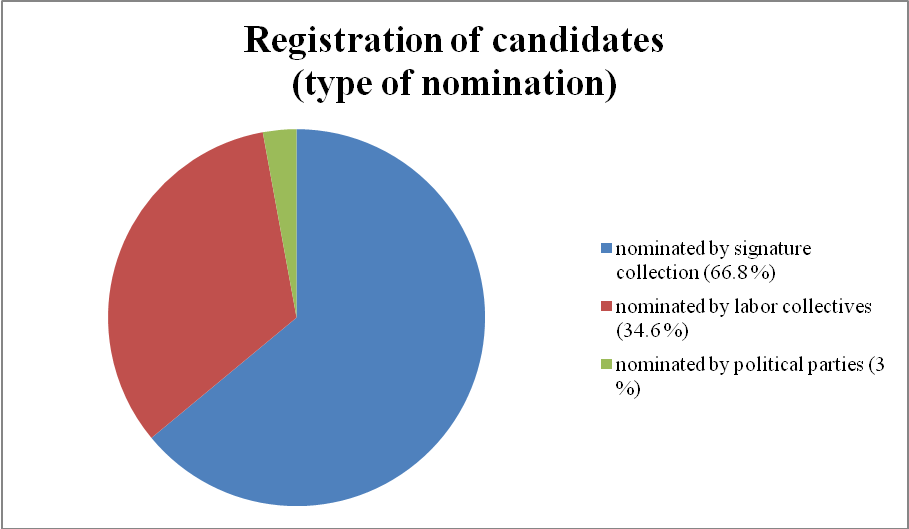 Registration of candidates
(type of nomination)
nominated by signature
collection (66.8%)
nominated by labor collectives
(34.6%)
nominated by political parties (3
%)